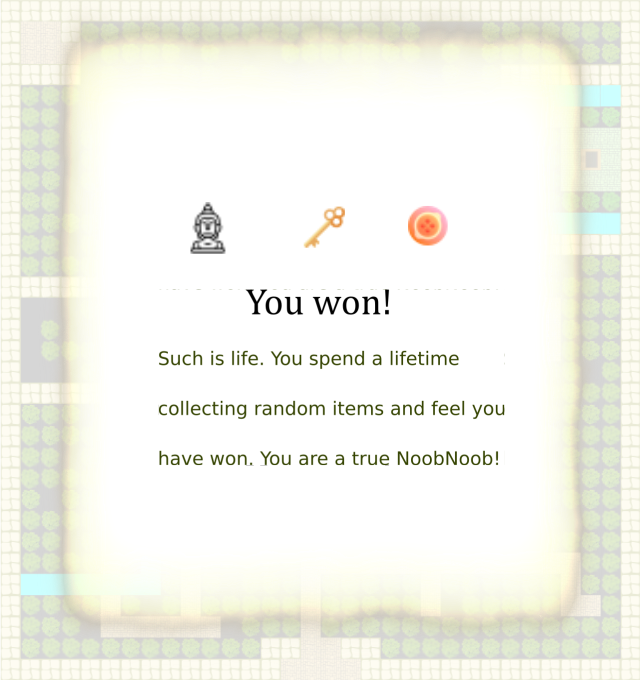 You won!
Such is life. You spend a lifetime
collecting random items and feel you
have won. You are a true NoobNoob!